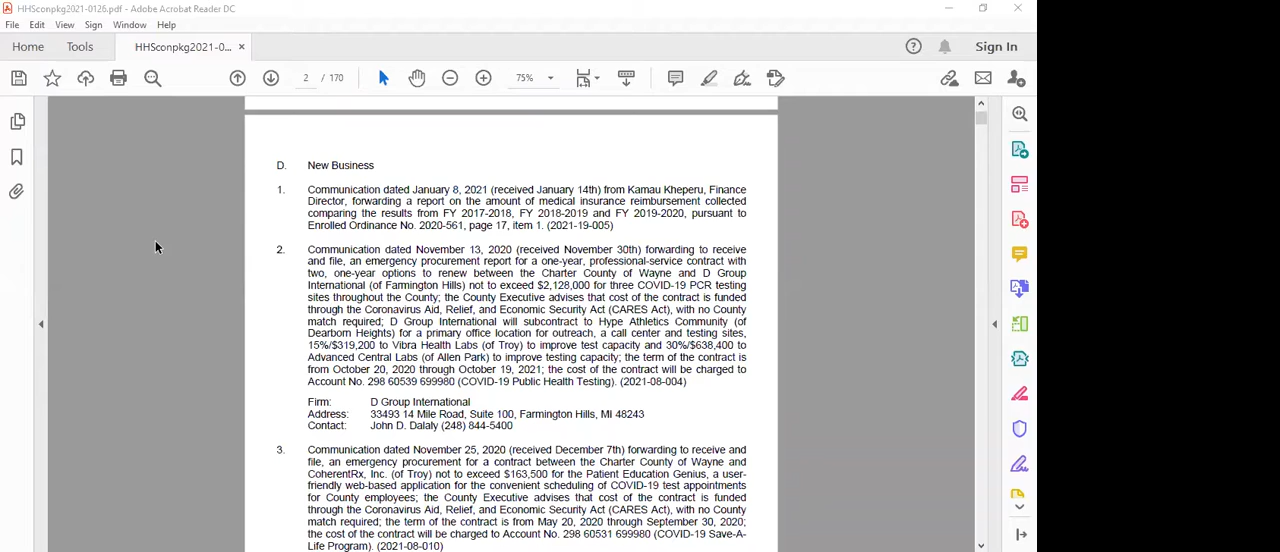 HHSconpkg2021-0126.pdf - Adobe Acrobat Reader DC
File Edit View Sign Window Help
Home Tools HHSconpkg2021-0... × Sign In
2 / 170 75%
D. New Business
1. Communication dated January 8, 2021 (received January 14th) from Kamau Kheperu, Finance
Director, forwarding a report on the amount of medical insurance reimbursement collected
comparing the results from FY 2017-2018, FY 2018-2019 and FY 2019-2020, pursuant to
Enrolled Ordinance No. 2020-561, page 17, item 1. (2021-19-005)
2. Communication dated November 13, 2020 (received November 30th) forwarding to receive
and file, an emergency procurement report for a one-year, professional-service contract with
two, one-year options to renew between the Charter County of Wayne and D Group
International (of Farmington Hills) not to exceed $2,128,000 for three COVID-19 PCR testing
sites throughout the County; the County Executive advises that cost of the contract is funded
through the Coronavirus Aid, Relief, and Economic Security Act (CARES Act), with no County
match required; D Group International will subcontract to Hype Athletics Community (of
Dearborn Heights) for a primary office location for outreach, a call center and testing sites,
15%/$319,200 to Vibra Health Labs (of Troy) to improve test capacity and 30%/$638,400 to
Advanced Central Labs (of Allen Park) to improve testing capacity; the term of the contract is
from October 20, 2020 through October 19, 2021; the cost of the contract will be charged to
Account No. 298 60539 699980 (COVID-19 Public Health Testing). (2021-08-004)
Firm: D Group International
Address: 33493 14 Mile Road, Suite 100, Farmington Hills, MI 48243
Contact: John D. Dalaly (248) 844-5400
3. Communication dated November 25, 2020 (received December 7th) forwarding to receive and
file, an emergency procurement for a contract between the Charter County of Wayne and
CoherentRx, Inc. (of Troy) not to exceed $163,500 for the Patient Education Genius, a user-
friendly web-based application for the convenient scheduling of COVID-19 test appointments
for County employees; the County Executive advises that cost of the contract is funded
through the Coronavirus Aid, Relief, and Economic Security Act (CARES Act), with no County
match required; the term of the contract is from May 20, 2020 through September 30, 2020;
the cost of the contract will be charged to Account No. 298 60531 699980 (COVID-19 Save-A-
Life Program). (2021-08-010)